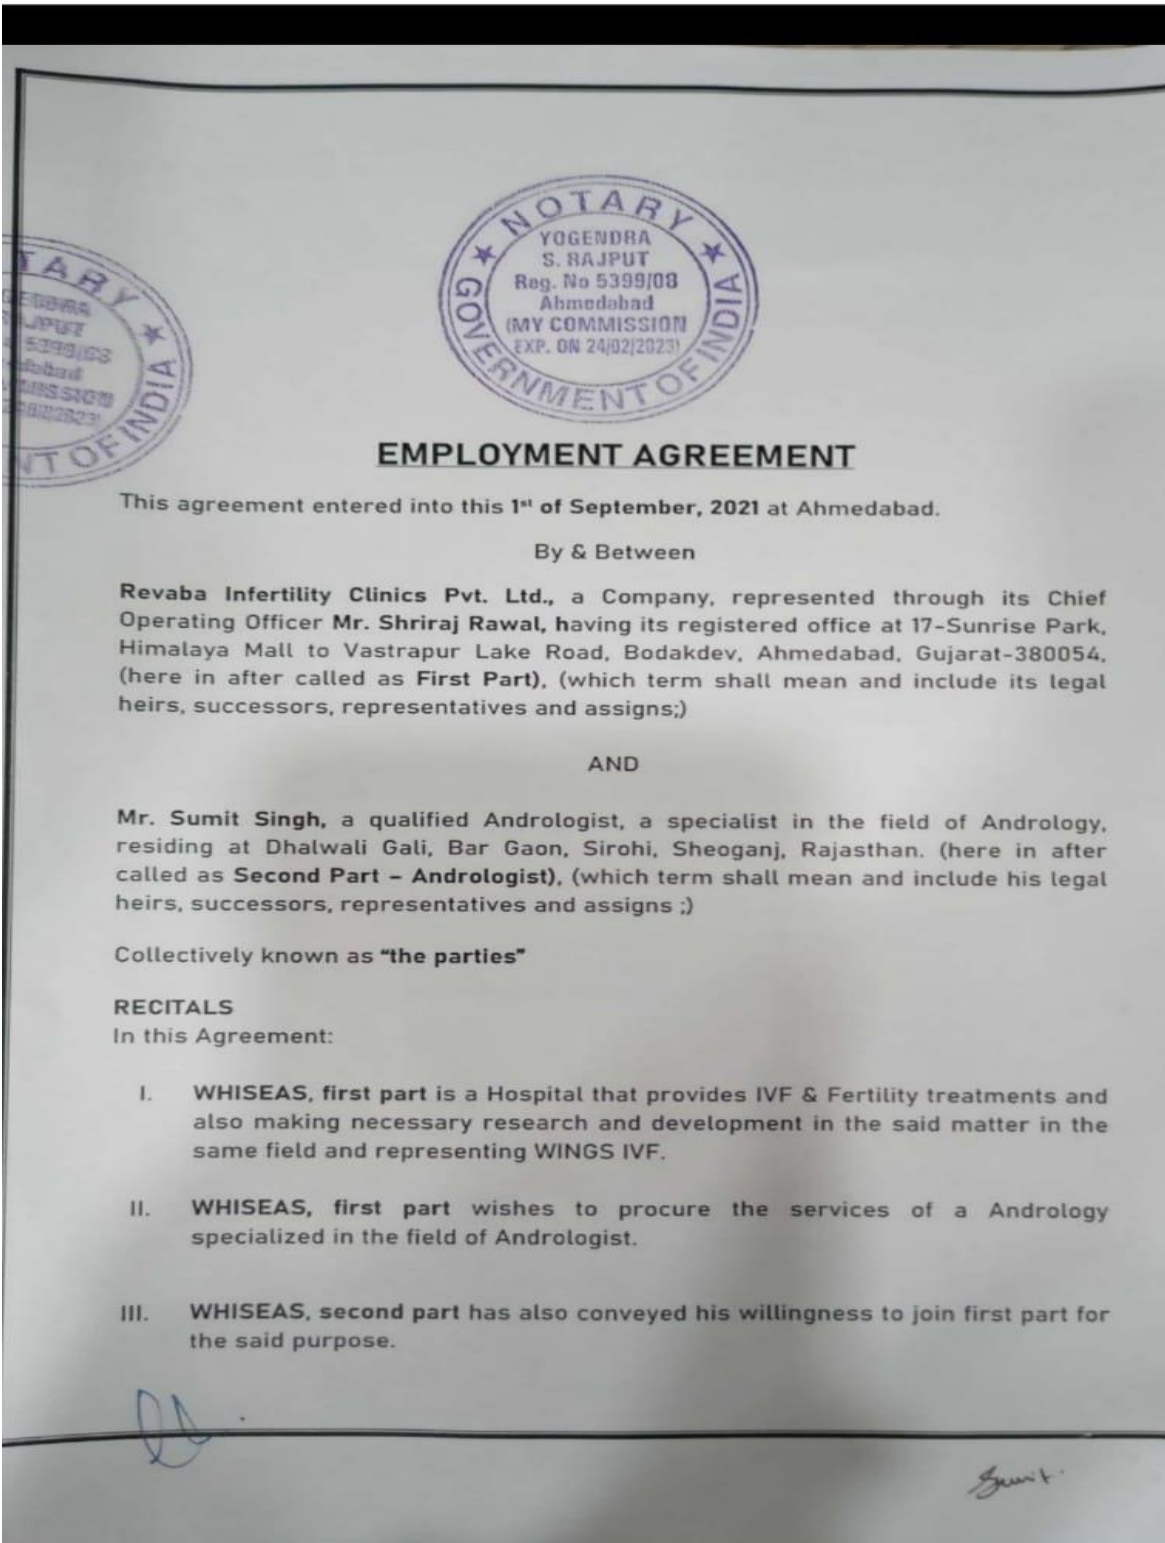 NOTARY
YOGENDRA
S. RAJPUT
Reg. No 5399/08
Ahmedabad
(MY COMMISSION
EXP. ON 24/02/2023)
GOVERNMENT OF INDIA
TARY
5399/08
NT OF INDIA
EMPLOYMENT AGREEMENT
This agreement entered into this 1st of September, 2021 at Ahmedabad.
By & Between
Revaba Infertility Clinics Pvt. Ltd., a Company, represented through its Chief
Operating Officer Mr. Shriraj Rawal, having its registered office at 17-Sunrise Park,
Himalaya Mall to Vastrapur Lake Road, Bodakdev, Ahmedabad, Gujarat-380054,
(here in after called as First Part), (which term shall mean and include its legal
heirs, successors, representatives and assigns;)
AND
Mr. Sumit Singh, a qualified Andrologist, a specialist in the field of Andrology,
residing at Dhalwali Gali, Bar Gaon, Sirohi, Sheoganj, Rajasthan. (here in after
called as Second Part – Andrologist), (which term shall mean and include his legal
heirs, successors, representatives and assigns ;)
Collectively known as "the parties"
RECITALS
In this Agreement:
I. WHISEAS, first part is a Hospital that provides IVF & Fertility treatments and
also making necessary research and development in the said matter in the
same field and representing WINGS IVF.
II. WHISEAS, first part wishes to procure the services of a Andrology
specialized in the field of Andrologist.
III. WHISEAS, second part has also conveyed his willingness to join first part for
the said purpose.
Sumit